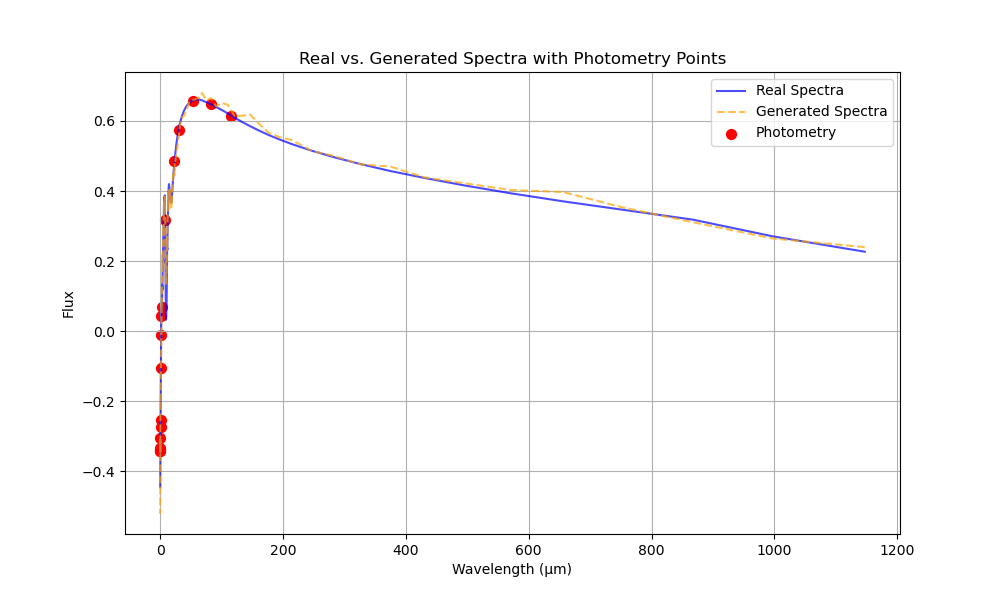 Real vs. Generated Spectra with Photometry Points
Real Spectra
Generated Spectra
Photometry
Flux
0.6
0.4
0.2
0.0
−0.2
−0.4
0 200 400 600 800 1000 1200
Wavelength (μm)